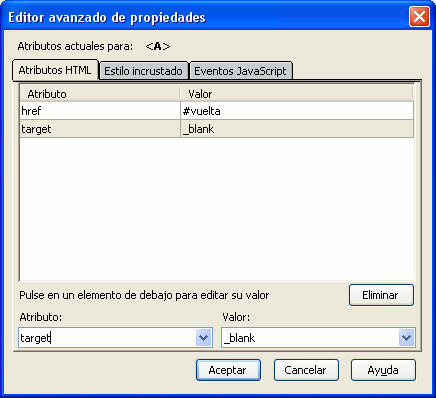 Editor avanzado de propiedades
Atributos actuales para: <A>
Atributos HTML Estilo incrustado Eventos JavaScript
Atributo Valor
href #vuelta
target _blank
Pulse en un elemento de debajo para editar su valor Eliminar
Atributo: Valor:
target _blank
Aceptar Cancelar Ayuda